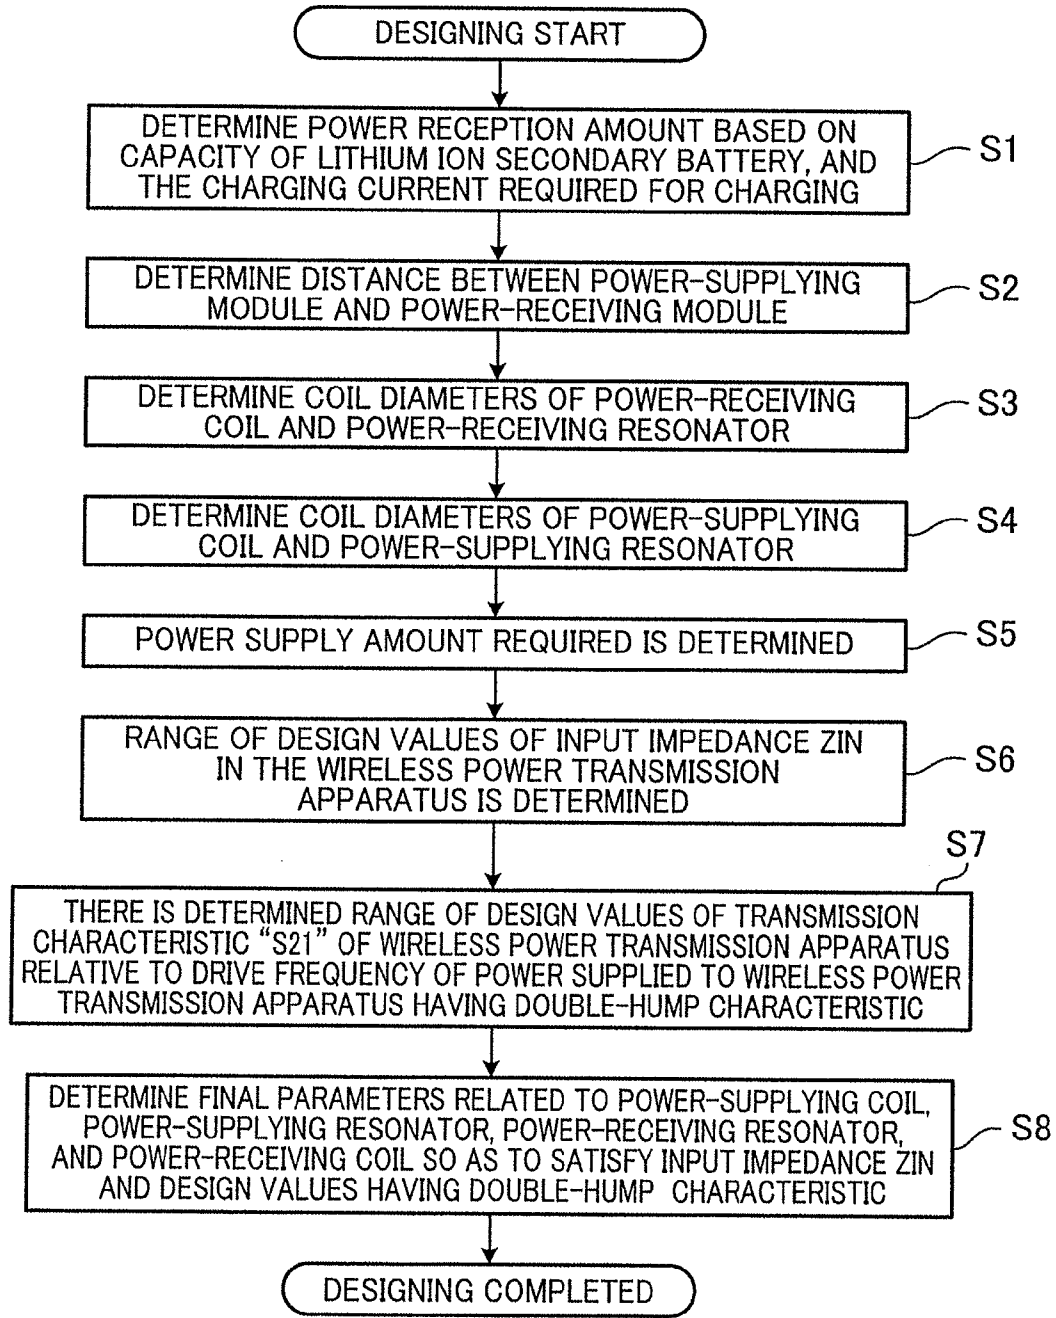 DESIGNING START
DETERMINE POWER RECEPTION AMOUNT BASED ON
CAPACITY OF LITHIUM ION SECONDARY BATTERY, AND
THE CHARGING CURRENT REQUIRED FOR CHARGING
S1
DETERMINE DISTANCE BETWEEN POWER-SUPPLYING
MODULE AND POWER-RECEIVING MODULE
S2
DETERMINE COIL DIAMETERS OF POWER-RECEIVING
COIL AND POWER-RECEIVING RESONATOR
S3
DETERMINE COIL DIAMETERS OF POWER-SUPPLYING
COIL AND POWER-SUPPLYING RESONATOR
S4
POWER SUPPLY AMOUNT REQUIRED IS DETERMINED
S5
RANGE OF DESIGN VALUES OF INPUT IMPEDANCE ZIN
IN THE WIRELESS POWER TRANSMISSION
APPARATUS IS DETERMINED
S6
S7
THERE IS DETERMINED RANGE OF DESIGN VALUES OF TRANSMISSION
CHARACTERISTIC “S21” OF WIRELESS POWER TRANSMISSION APPARATUS
RELATIVE TO DRIVE FREQUENCY OF POWER SUPPLIED TO WIRELESS POWER
TRANSMISSION APPARATUS HAVING DOUBLE-HUMP CHARACTERISTIC
DETERMINE FINAL PARAMETERS RELATED TO POWER-SUPPLYING COIL,
POWER-SUPPLYING RESONATOR, POWER-RECEIVING RESONATOR,
AND POWER-RECEIVING COIL SO AS TO SATISFY INPUT IMPEDANCE ZIN
AND DESIGN VALUES HAVING DOUBLE-HUMP CHARACTERISTIC
S8
DESIGNING COMPLETED